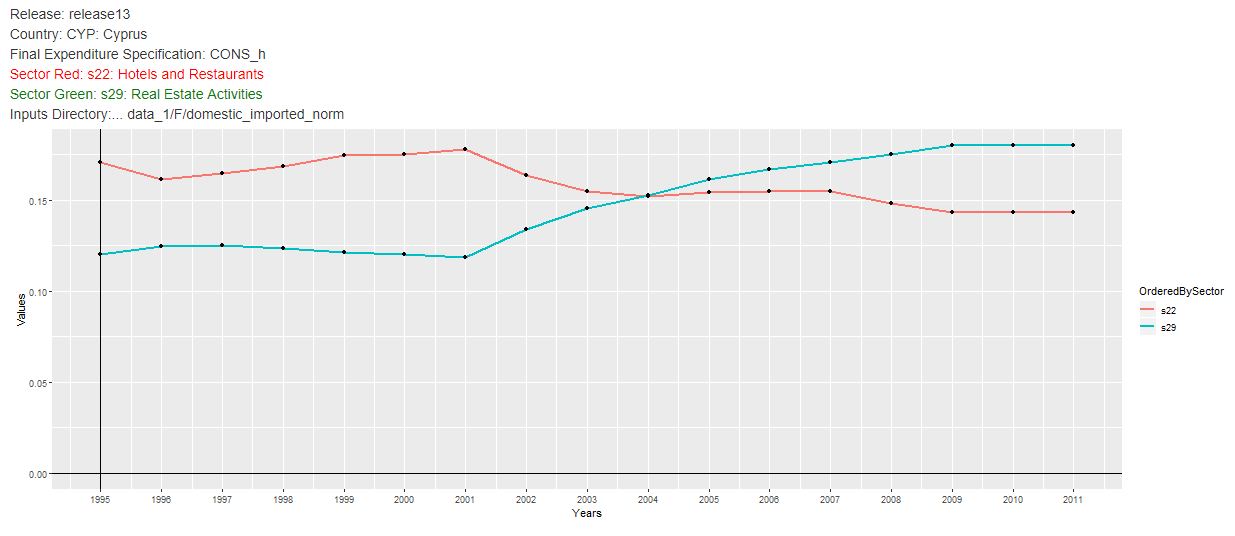 Release: release13
Country: CYP: Cyprus
Final Expenditure Specification: CONS_h
Sector Red: s22: Hotels and Restaurants
Sector Green: s29: Real Estate Activities
Inputs Directory:... data_1/F/domestic_imported_norm
0.15
0.10
0.05
0.00
Values
1995 1996 1997 1998 1999 2000 2001 2002 2003 2004 2005 2006 2007 2008 2009 2010 2011
Years
OrderedBySector
s22
s29